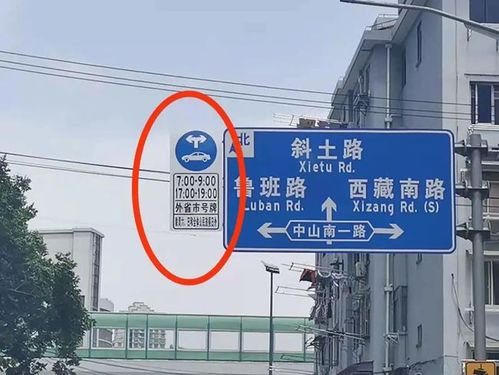 7:00-9:00
17:00-19:00
外省市号牌
北
斜土路
Xietu Rd.
鲁班路
Luban Rd.
西藏南路
Xizang Rd. (S)
中山南一路